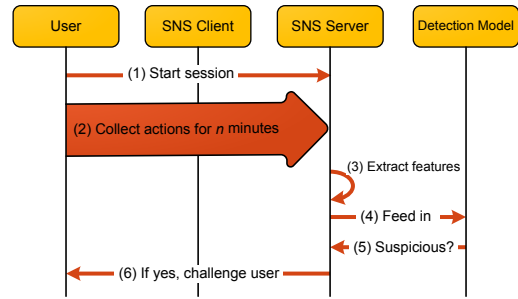 User
SNS Client
SNS Server
Detection Model
(1) Start session
(2) Collect actions for n minutes
(3) Extract features
(4) Feed in
(5) Suspicious?
(6) If yes, challenge user